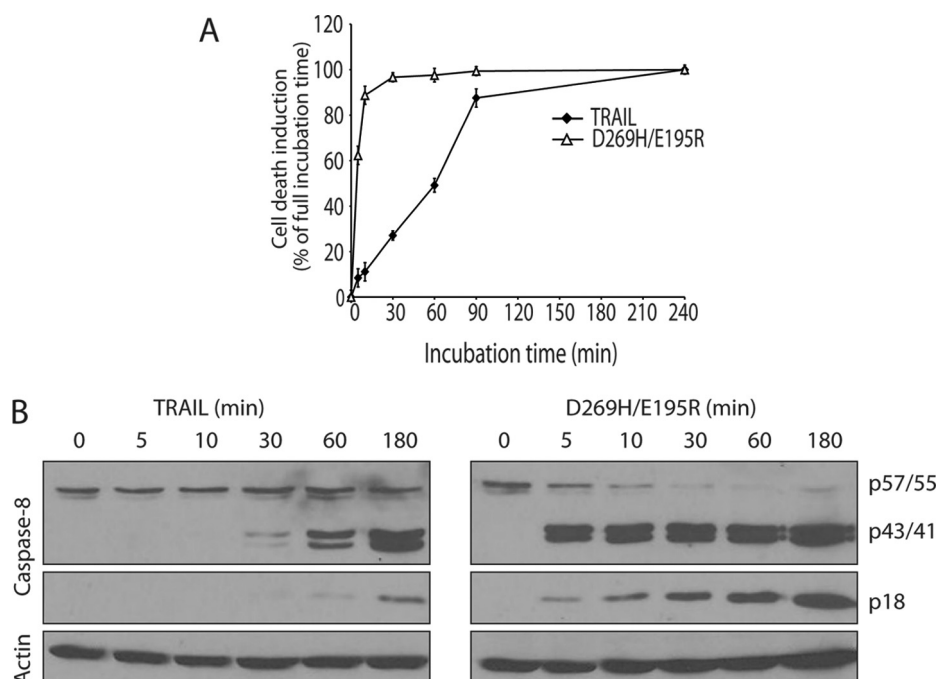 A
120
100
80
60
40
20
0
Cell death induction
(% of full incubation time)
TRAIL
D269H/E195R
0 30 60 90 120 150 180 210 240
Incubation time (min)
B
TRAIL (min)
0 5 10 30 60 180
D269H/E195R (min)
0 5 10 30 60 180
Caspase-8
p57/55
p43/41
p18
Actin